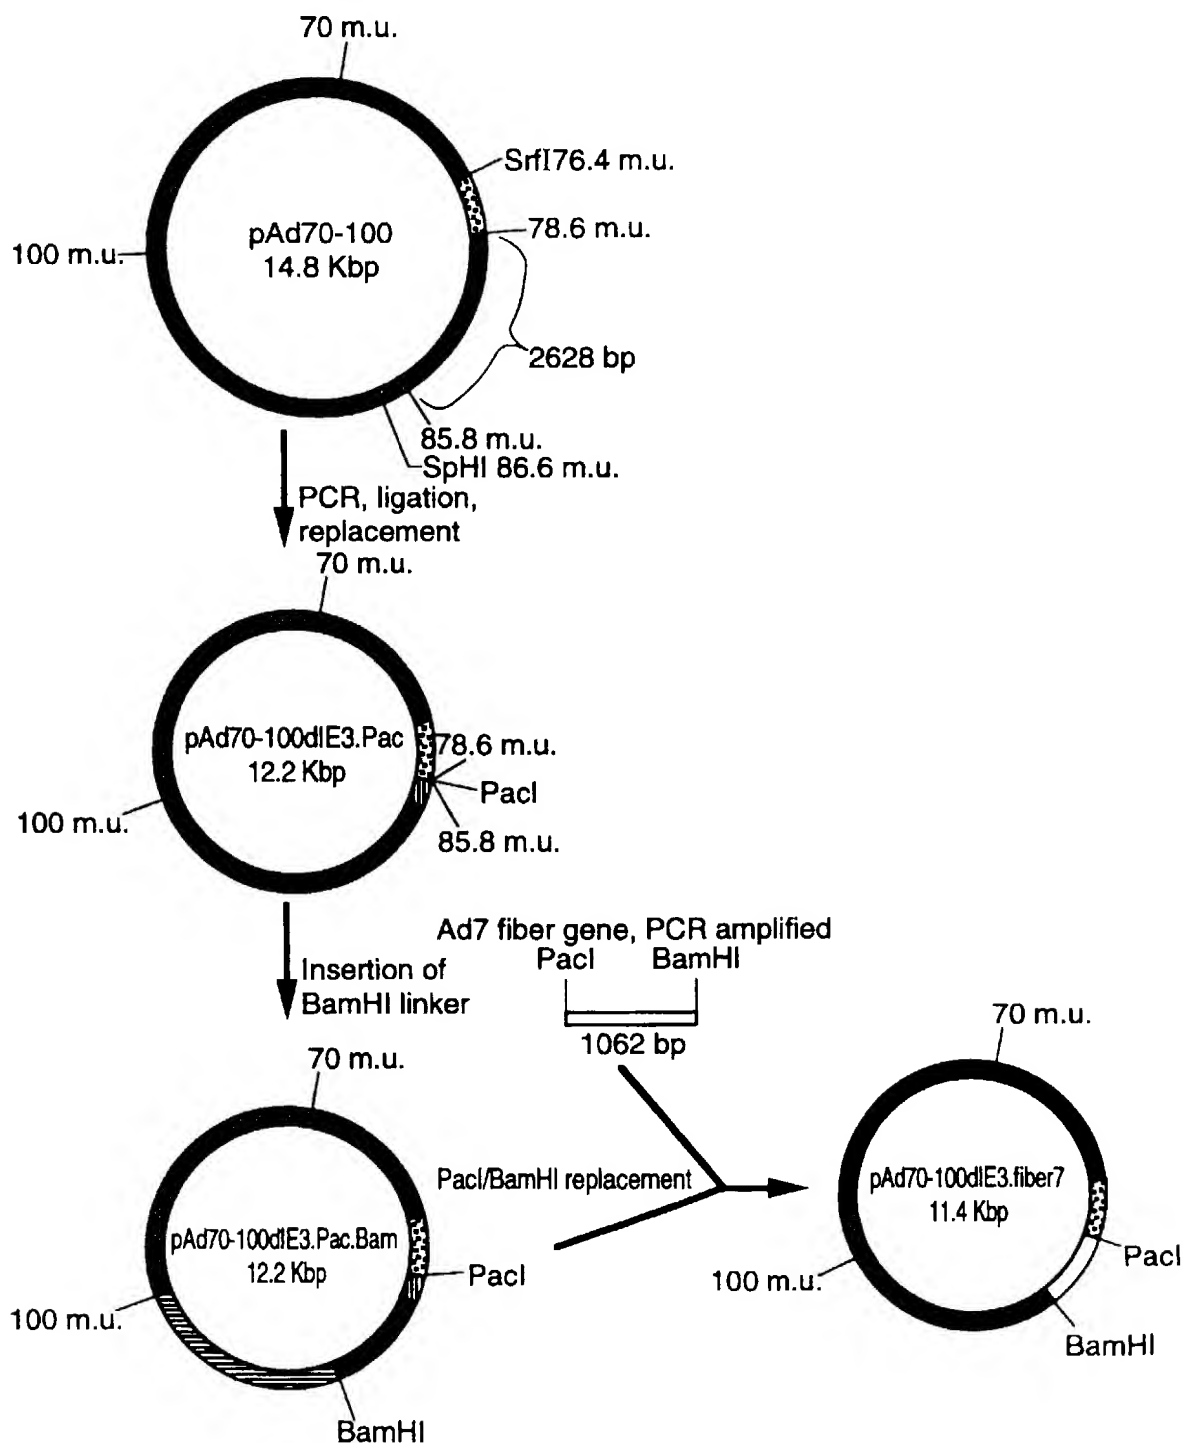 70 m.u.
SrfI76.4 m.u.
78.6 m.u.
pAd70-100
14.8 Kbp
100 m.u.
2628 bp
85.8 m.u.
SpHI 86.6 m.u.
PCR, ligation,
replacement
70 m.u.
pAd70-100dlE3.Pac
12.2 Kbp
78.6 m.u.
PacI
100 m.u.
85.8 m.u.
Ad7 fiber gene, PCR amplified
PacI BamHI
Insertion of
BamHI linker
1062 bp
70 m.u.
70 m.u.
PacI/BamHI replacement
pAd70-100dlE3.fiber7
11.4 Kbp
pAd70-100dlE3.Pac.Bam
12.2 Kbp
PacI
PacI
100 m.u.
100 m.u.
BamHI
BamHI